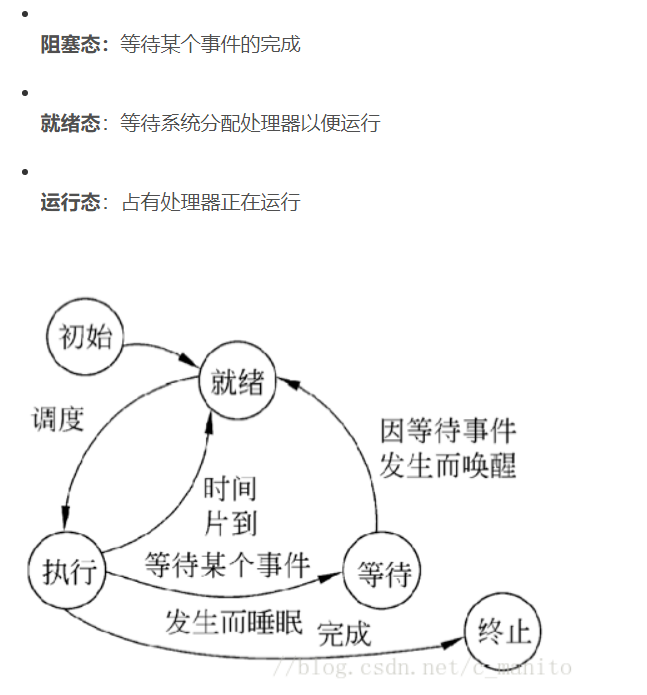 阻塞态：等待某个事件的完成
就绪态：等待系统分配处理器以便运行
运行态：占有处理器正在运行
初始
就绪
调度
因等待事件
发生而唤醒
时间
片到
执行
等待某个事件
等待
发生而睡眠
完成
终止
//blog.csdn.net/c_manito